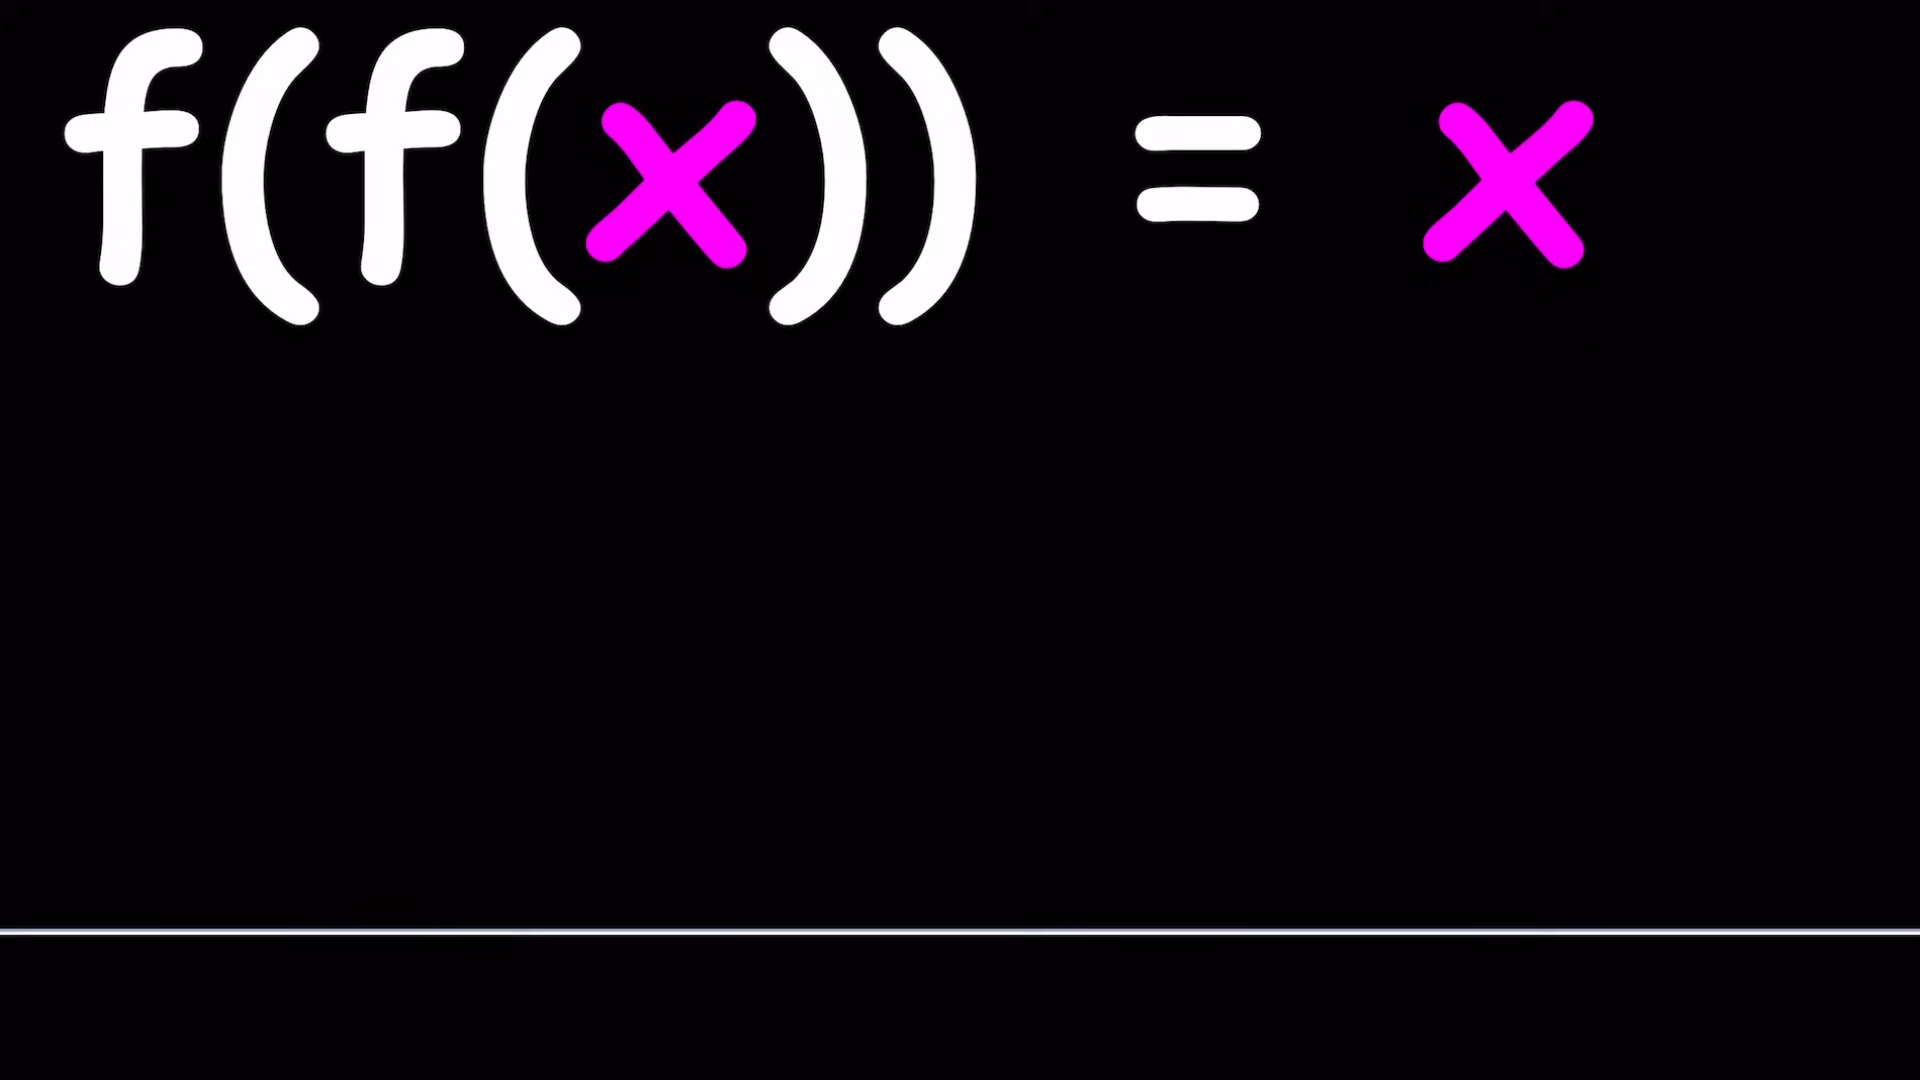 f(f(x)) = x